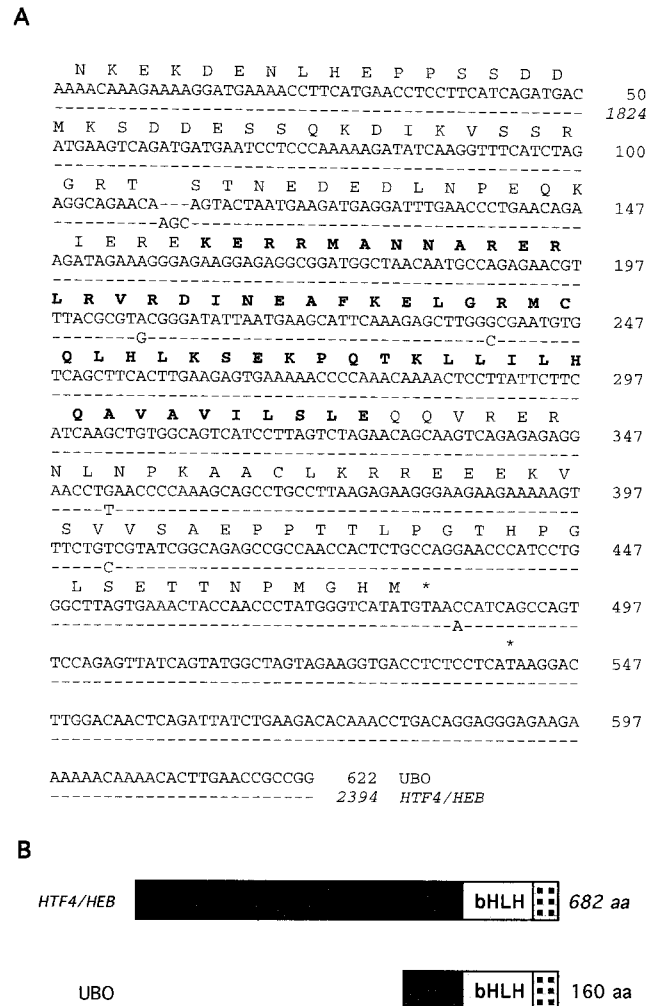 A
N K E K D E N L H E P P S S D D
AAAACAAAGAAAAGGATGAAAACCTTCATGAACCTCCTTCATCAGATGAC 50
-------------------------------------------------- 1824
M K S D D E S S Q K D I K V S S R
ATGAAGTCAGATGATGAATCCTCCCAAAAAGATATCAAGGTTTCATCTAG 100
--------------------------------------------------
G R T S T N E D E D L N P E Q K
AGGCAGAACA---AGTACTAATGAAGATGAGGATTTGAACCCTGAACAGA 147
----------AGC-------------------------------------
I E R E K E R R M A N N A R E R
AGATAGAAAGGGAGAAGGAGAGGCGGATGGCTAACAATGCCAGAGAACGT 197
--------------------------------------------------
L R V R D I N E A F K E L G R M C
TTACGCGTACGGGATATTAATGAAGCATTCAAAGAGCTTGGGCGAATGTG 247
--------G--------------------------------C--------
Q L H L K S E K P Q T K L L I L H
TCAGCTTCACTTGAAGAGTGAAAAACCCCAAACAAAACTCCTTATTCTTC 297
--------------------------------------------------
Q A V A V I L S L E Q Q V R E R
ATCAAGCTGTGGCAGTCATCCTTAGTCTAGAACAGCAAGTCAGAGAGAGG 347
--------------------------------------------------
N L N P K A A C L K R R E E E K V
AACCTGAACCCCAAAGCAGCCTGCCTTAAGAGAAGGGAAGAAGAAAAAGT 397
-----T--------------------------------------------
S V V S A E P P T T L P G T H P G
TTCTGTCGTATCGGCAGAGCCGCCAACCACTCTGCCAGGAACCCATCCTG 447
-----C--------------------------------------------
L S E T T N P M G H M *
GGCTTAGTGAAACTACCAACCCTATGGGTCATATGTAACCATCAGCCAGT 497
--------------------------------------A-----------
*
TCCAGAGTTATCAGTATGGCTAGTAGAAGGTGACCTCTCCTCATAAGGAC 547
--------------------------------------------------
TTGGACAACTCAGATTATCTGAAGACACAAACCTGACAGGAGGGAGAAGA 597
--------------------------------------------------
AAAAACAAAACACTTGAACCGCCGG 622 UBO
------------------------- 2394 HTF4/HEB
B
HTF4/HEB bHLH 682 aa
UBO bHLH 160 aa